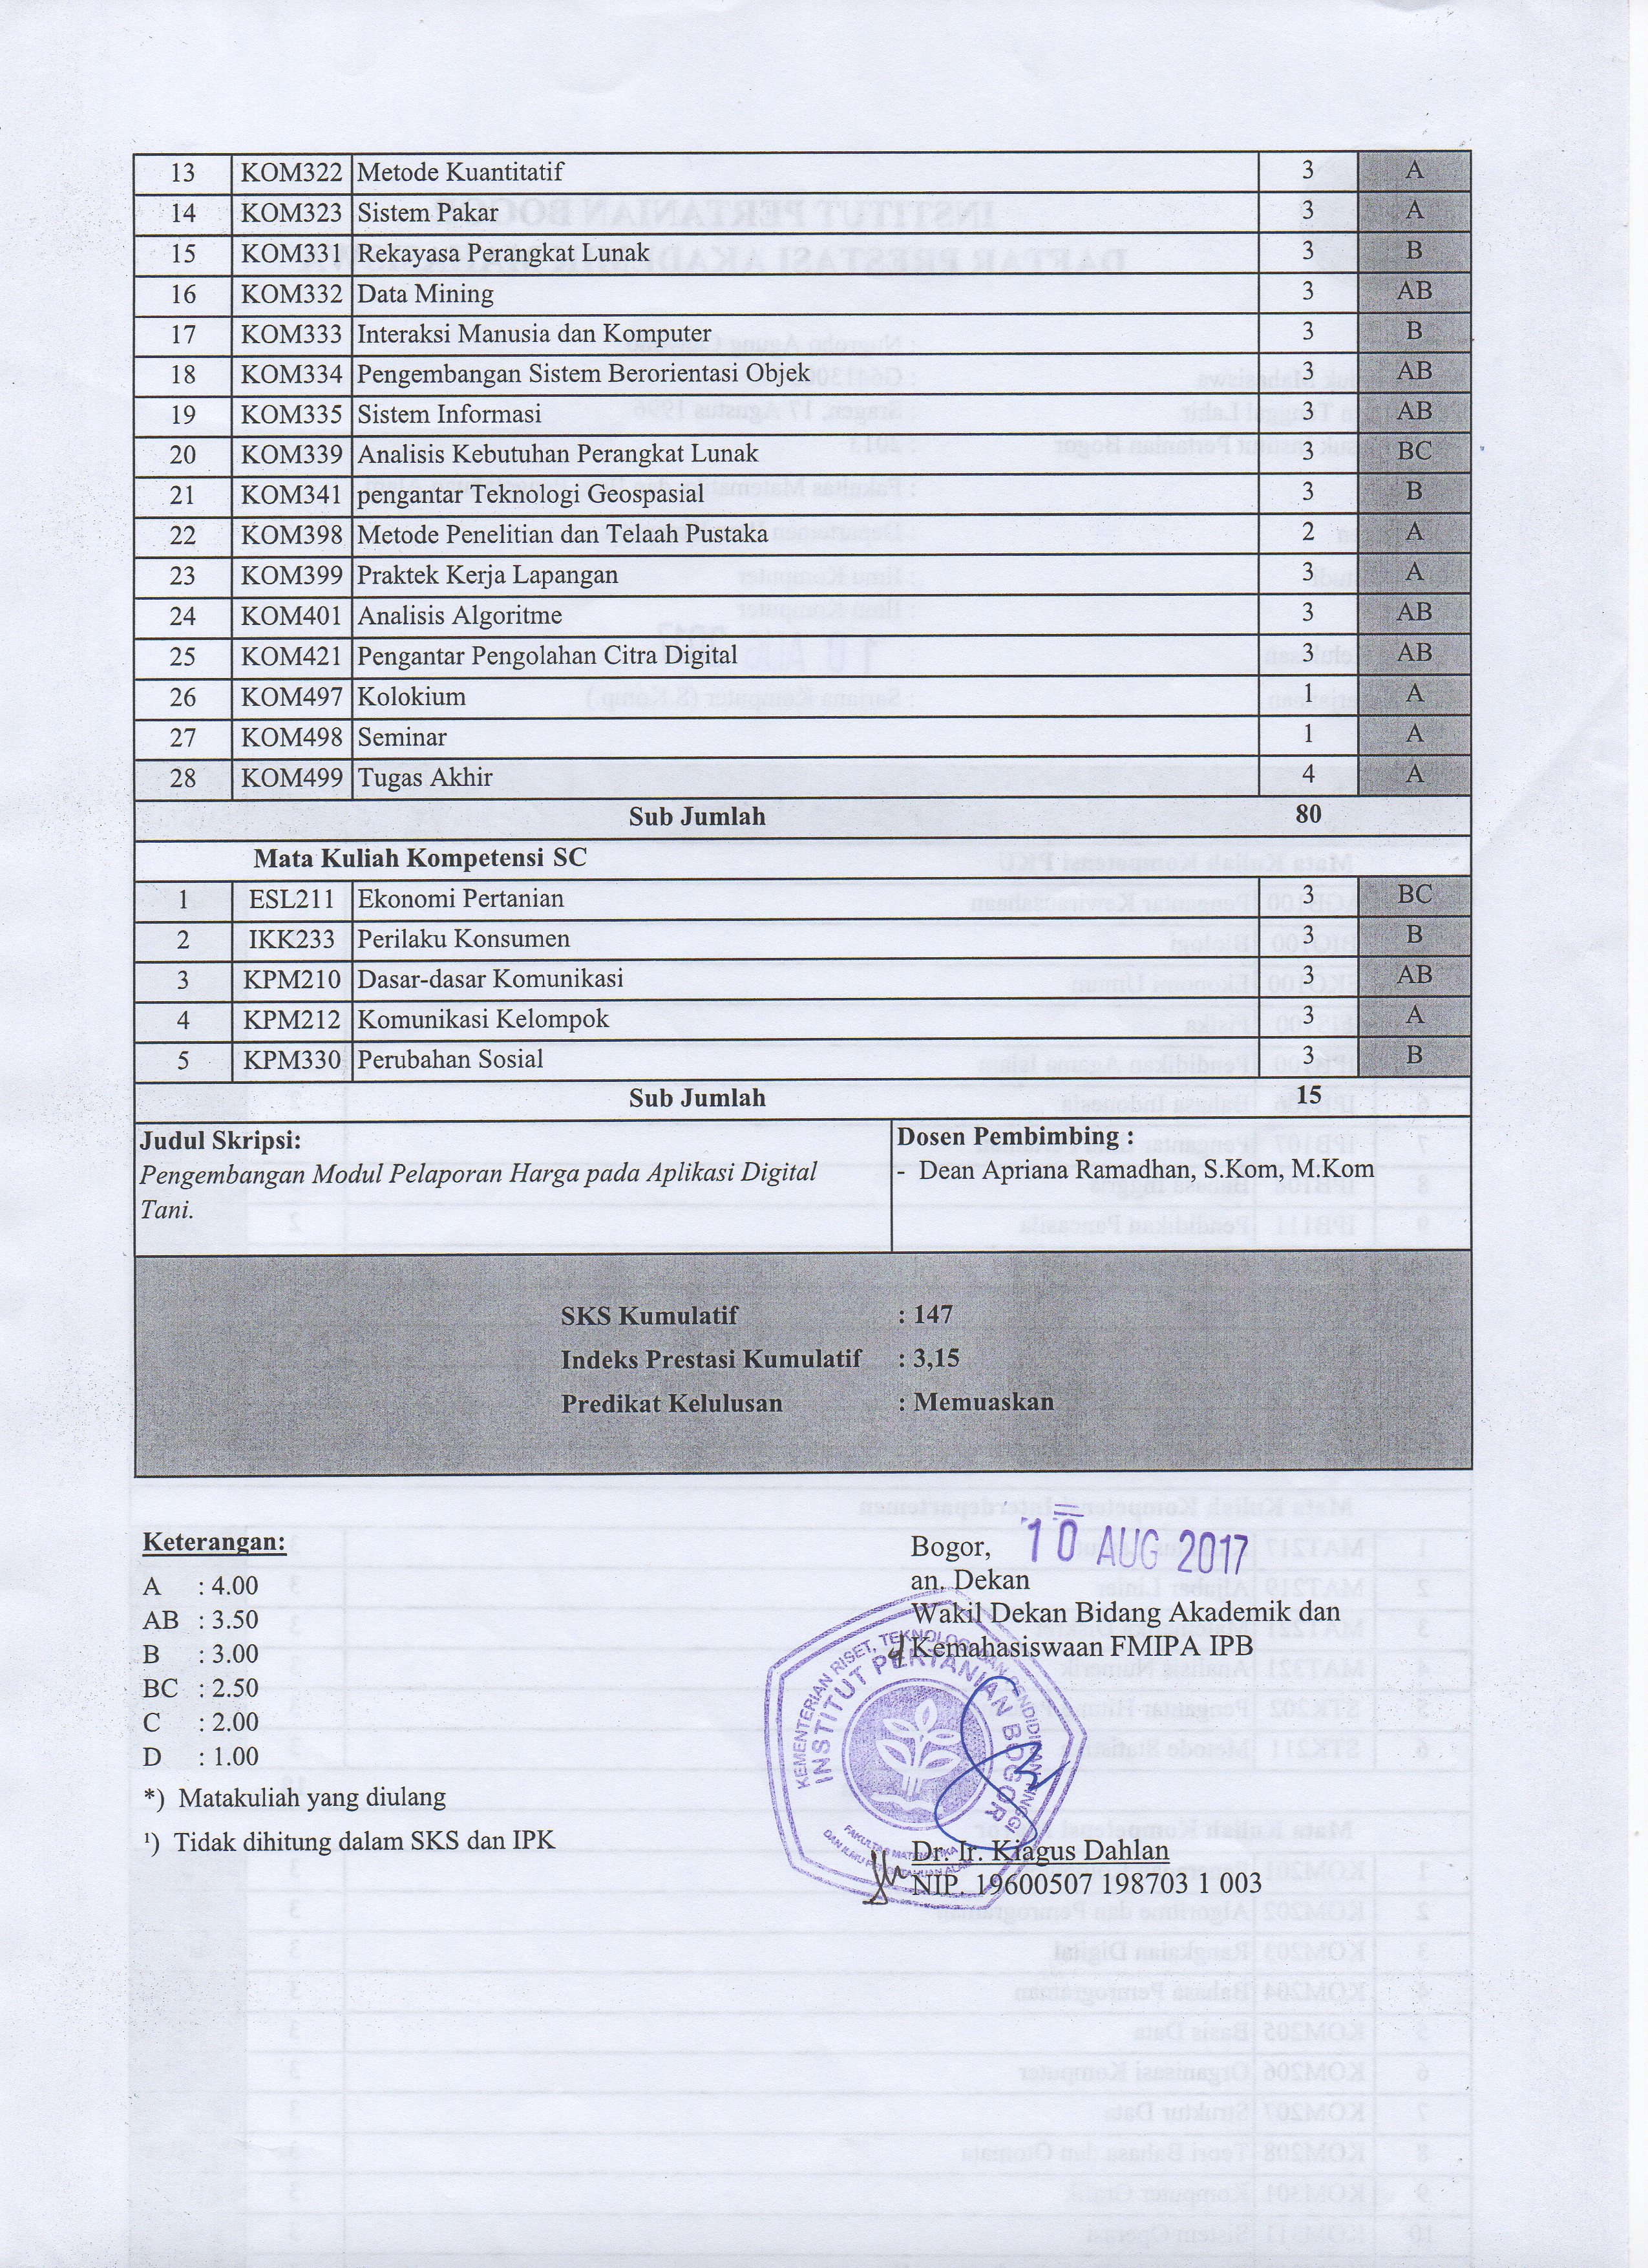 13 KOM322 Metode Kuantitatif 3 A
14 KOM323 Sistem Pakar 3 A
15 KOM331 Rekayasa Perangkat Lunak 3 B
16 KOM332 Data Mining 3 AB
17 KOM333 Interaksi Manusia dan Komputer 3 B
18 KOM334 Pengembangan Sistem Berorientasi Objek 3 AB
19 KOM335 Sistem Informasi 3 AB
20 KOM339 Analisis Kebutuhan Perangkat Lunak 3 BC
21 KOM341 pengantar Teknologi Geospasial 3 B
22 KOM398 Metode Penelitian dan Telaah Pustaka 2 A
23 KOM399 Praktek Kerja Lapangan 3 A
24 KOM401 Analisis Algoritme 3 AB
25 KOM421 Pengantar Pengolahan Citra Digital 3 AB
26 KOM497 Kolokium 1 A
27 KOM498 Seminar 1 A
28 KOM499 Tugas Akhir 4 A
Sub Jumlah 80
Mata Kuliah Kompetensi SC
1 ESL211 Ekonomi Pertanian 3 BC
2 IKK233 Perilaku Konsumen 3 B
3 KPM210 Dasar-dasar Komunikasi 3 AB
4 KPM212 Komunikasi Kelompok 3 A
5 KPM330 Perubahan Sosial 3 B
Sub Jumlah 15
Judul Skripsi:
Pengembangan Modul Pelaporan Harga pada Aplikasi Digital
Tani.
Dosen Pembimbing :
- Dean Apriana Ramadhan, S.Kom, M.Kom
SKS Kumulatif : 147
Indeks Prestasi Kumulatif : 3,15
Predikat Kelulusan : Memuaskan
Keterangan:
A : 4.00
AB : 3.50
B : 3.00
BC : 2.50
C : 2.00
D : 1.00
*) Matakuliah yang diulang
¹) Tidak dihitung dalam SKS dan IPK
Bogor, 10 AUG 2017
an. Dekan
Wakil Dekan Bidang Akademik dan
Kemahasiswaan FMIPA IPB
KEMENTERIAN RISET, TEKNOLOGI DAN PENDIDIKAN TINGGI
INSTITUT PERTANIAN BOGOR
FAKULTAS MATEMATIKA
DAN ILMU PENGETAHUAN ALAM
Dr. Ir. Kiagus Dahlan
NIP. 19600507 198703 1 003